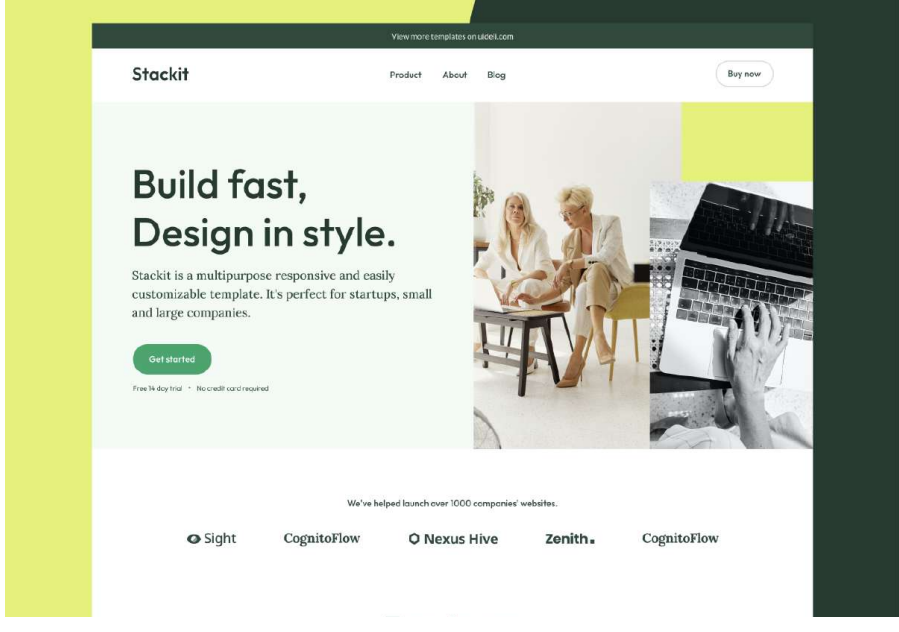 View more templates on uideli.com
Stackit
Product About Blog
Buy now
Build fast,
Design in style.
Stackit is a multipurpose responsive and easily
customizable template. It's perfect for startups, small
and large companies.
Get started
Free 14 day trial • No credit card required
We've helped launch over 1000 companies' websites.
Sight CognitoFlow Nexus Hive Zenith. CognitoFlow